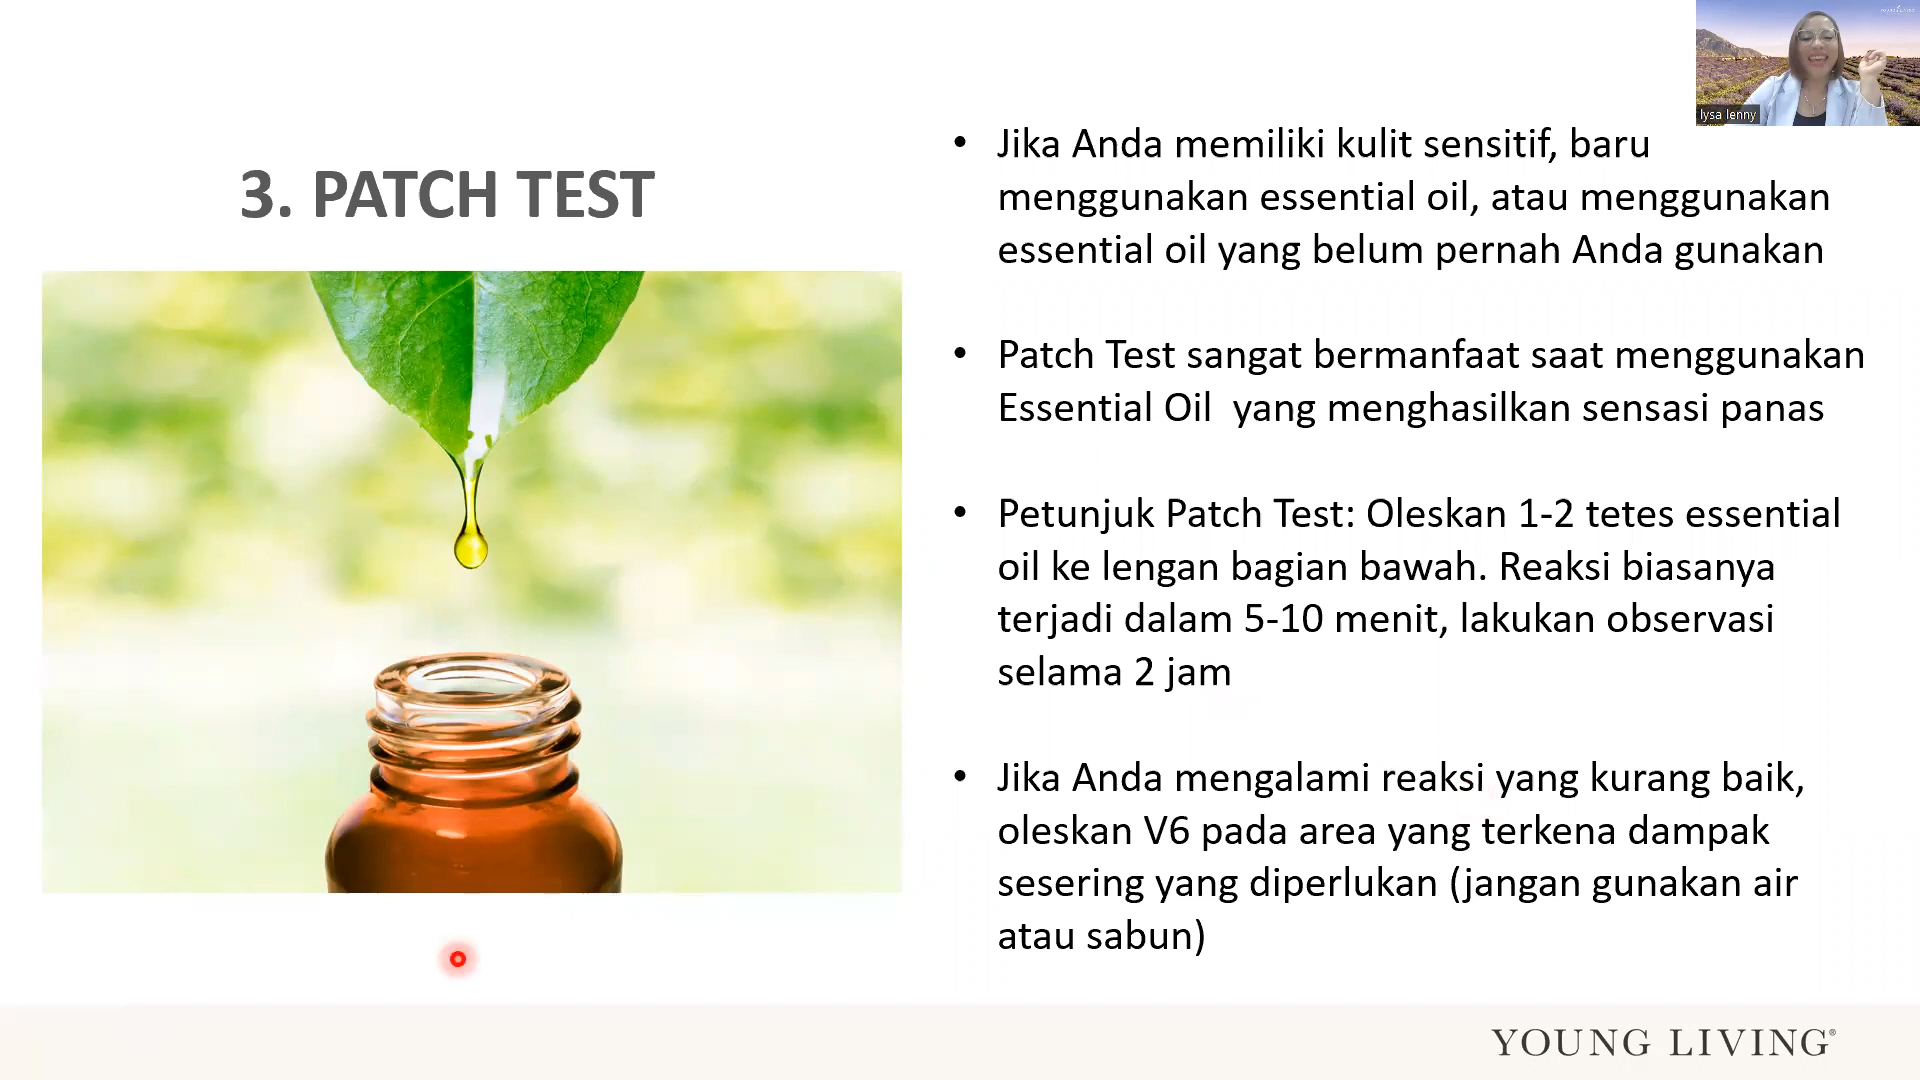 3. PATCH TEST
• Jika Anda memiliki kulit sensitif, baru
menggunakan essential oil, atau menggunakan
essential oil yang belum pernah Anda gunakan
• Patch Test sangat bermanfaat saat menggunakan
Essential Oil  yang menghasilkan sensasi panas
• Petunjuk Patch Test: Oleskan 1-2 tetes essential
oil ke lengan bagian bawah. Reaksi biasanya
terjadi dalam 5-10 menit, lakukan observasi
selama 2 jam
• Jika Anda mengalami reaksi yang kurang baik,
oleskan V6 pada area yang terkena dampak
sesering yang diperlukan (jangan gunakan air
atau sabun)
lysa lenny
YOUNG LIVING®